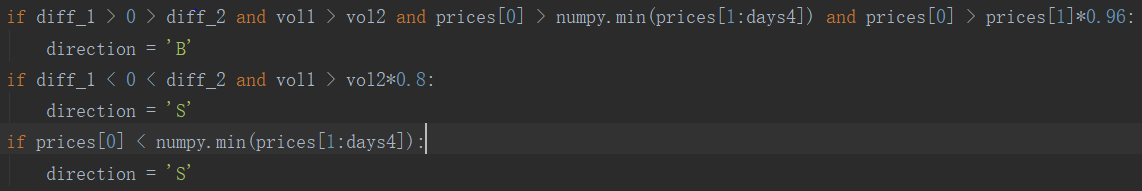 if diff_1 > 0 > diff_2 and vol1 > vol2 and prices[0] > numpy.min(prices[1:days4]) and prices[0] > prices[1]*0.96:
    direction = 'B'
if diff_1 < 0 < diff_2 and vol1 > vol2*0.8:
    direction = 'S'
if prices[0] < numpy.min(prices[1:days4]):
    direction = 'S'